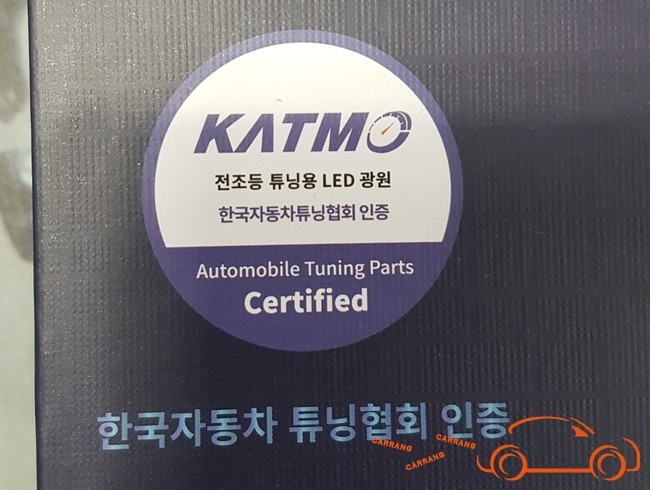 KATMO
전조등 튜닝용 LED 광원
한국자동차튜닝협회 인증
Automobile Tuning Parts
Certified
한국자동차 튜닝협회 인증
CARRANG
CARRANG
CARRANG